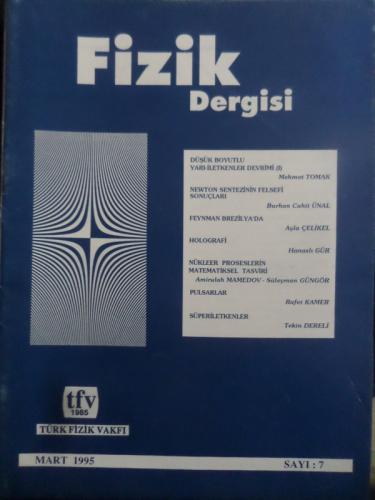 Fizik
Dergisi
DÜŞÜK BOYUTLU
YARI-İLETKENLER DEVRİMİ (I)
Mehmet TOMAK
NEWTON SENTEZİNİN FELSEFİ
SONUÇLARI
Burhan Cahit ÜNAL
FEYNMAN BREZİLYA'DA
Ayla ÇELİKEL
HOLOGRAFİ
Hanaslı GÜR
NÜKLEER PROSESLERİN
MATEMATİKSEL TASVİRİ
Amirulah MAMEDOV - Süleyman GÜNGÖR
PULSARLAR
Rafet KAMER
SÜPERİLETKENLER
Tekin DERELİ
tfv
1985
TÜRK FİZİK VAKFI
MART 1995
SAYI : 7